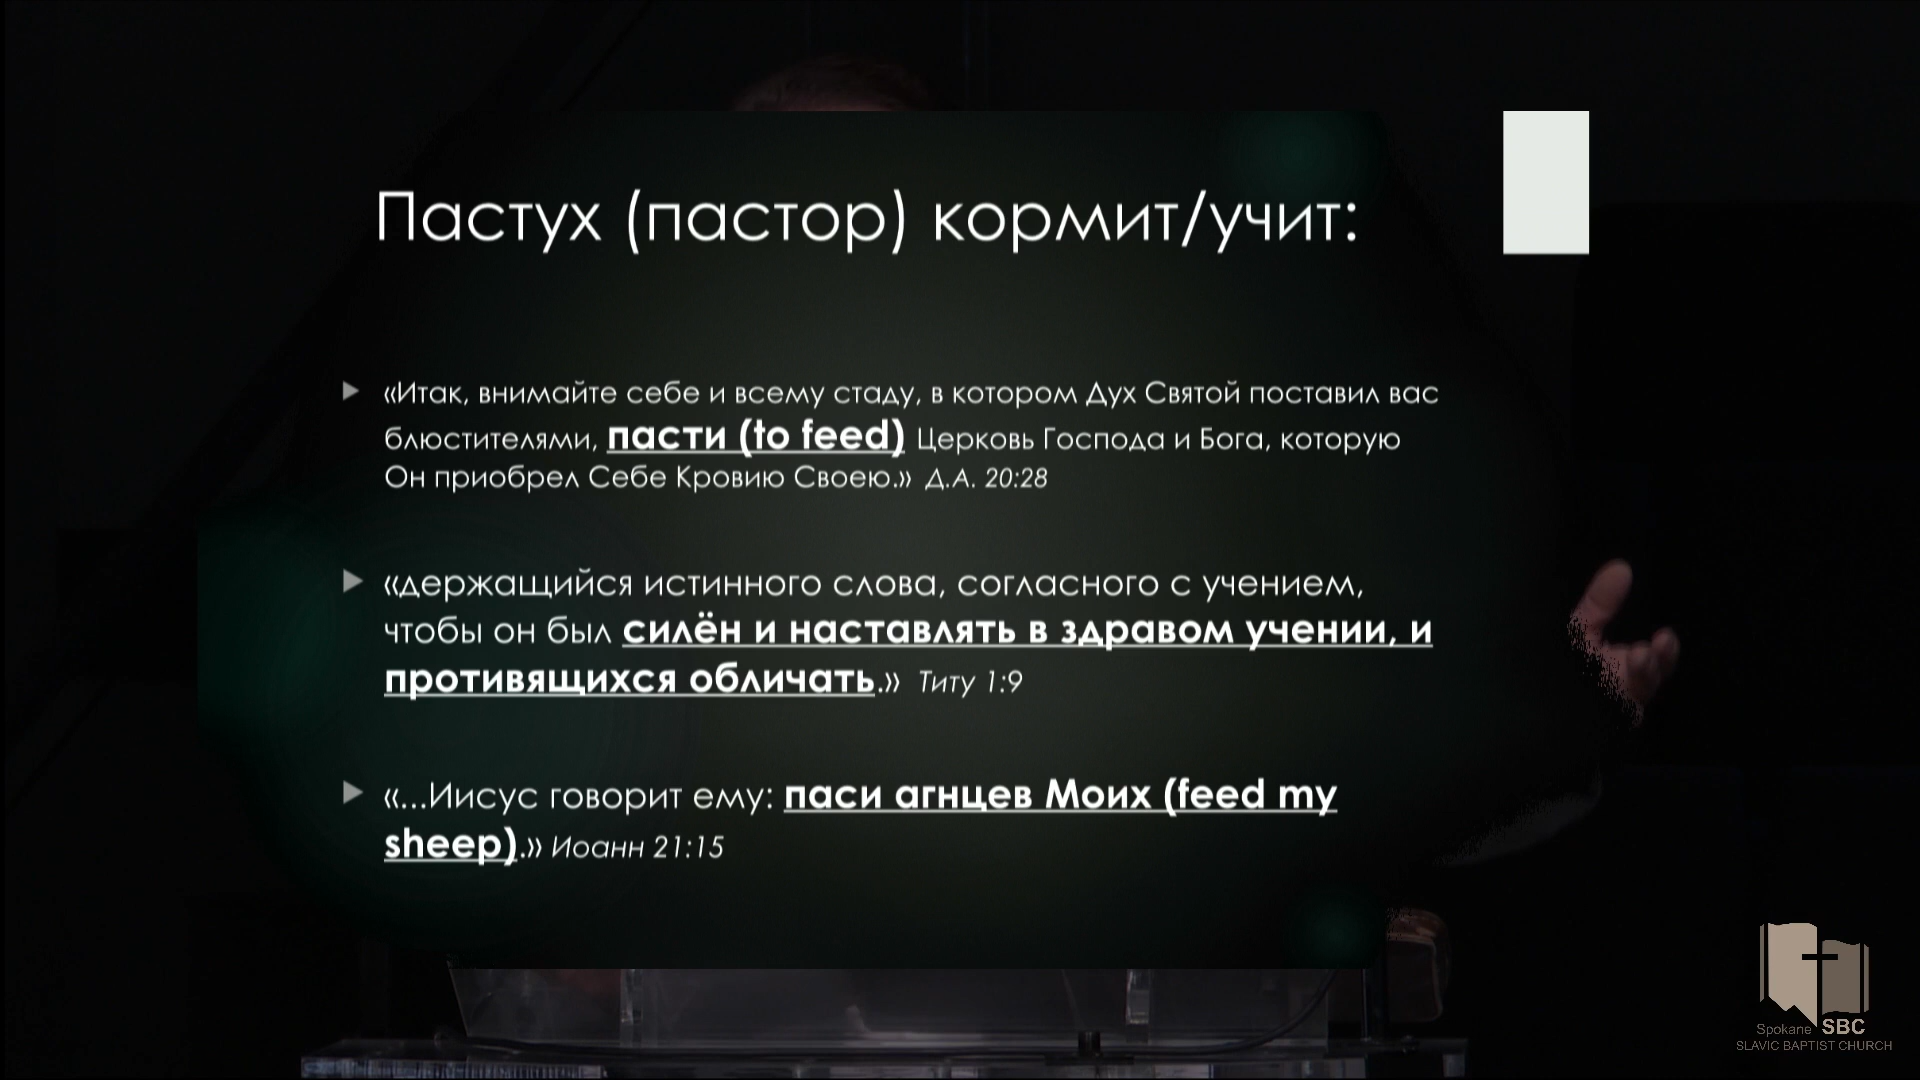 Пастух (пастор) кормит/учит:
«Итак, внимайте себе и всему стаду, в котором Дух Святой поставил вас
блюстителями, пасти (to feed) Церковь Господа и Бога, которую
Он приобрел Себе Кровию Своею.» Д.А. 20:28
«держащийся истинного слова, согласного с учением,
чтобы он был силён и наставлять в здравом учении, и
противящихся обличать.» Титу 1:9
«...Иисус говорит ему: паси агнцев Моих (feed my
sheep).» Иоанн 21:15
Spokane SBC
SLAVIC BAPTIST CHURCH